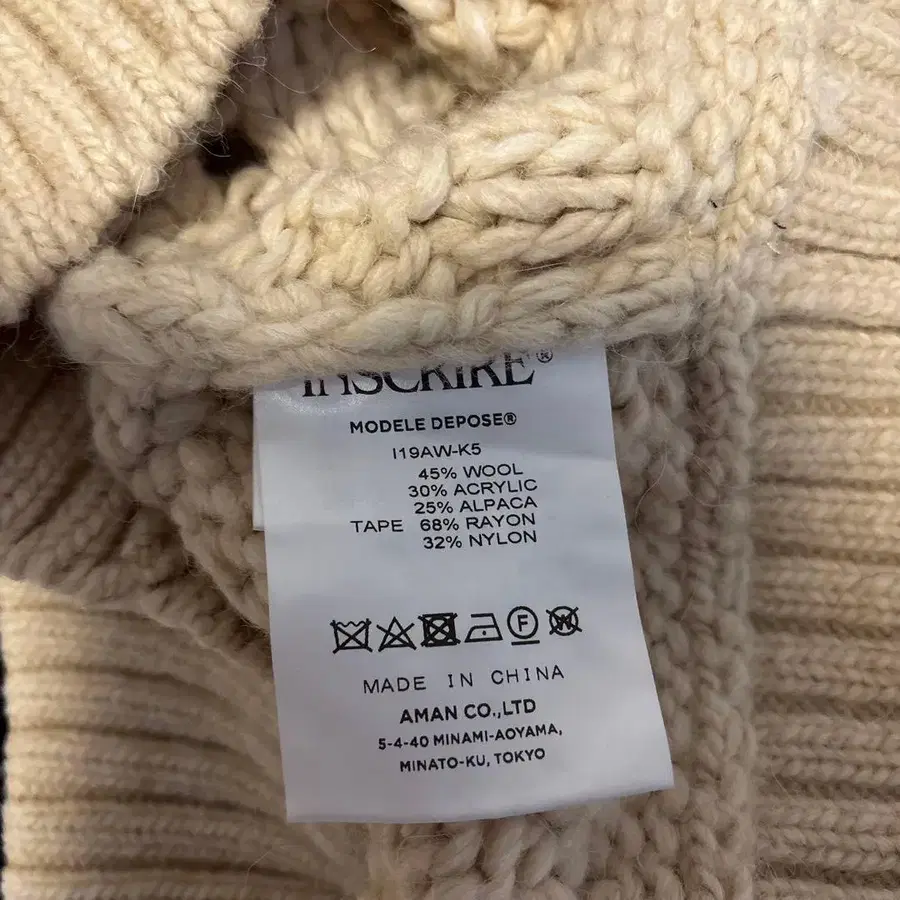 INSCRIRE®
MODELE DEPOSE®
I19AW-K5
45% WOOL
30% ACRYLIC
25% ALPACA
TAPE 68% RAYON
32% NYLON
F W
MADE IN CHINA
AMAN CO.,LTD
5-4-40 MINAMI-AOYAMA,
MINATO-KU, TOKYO